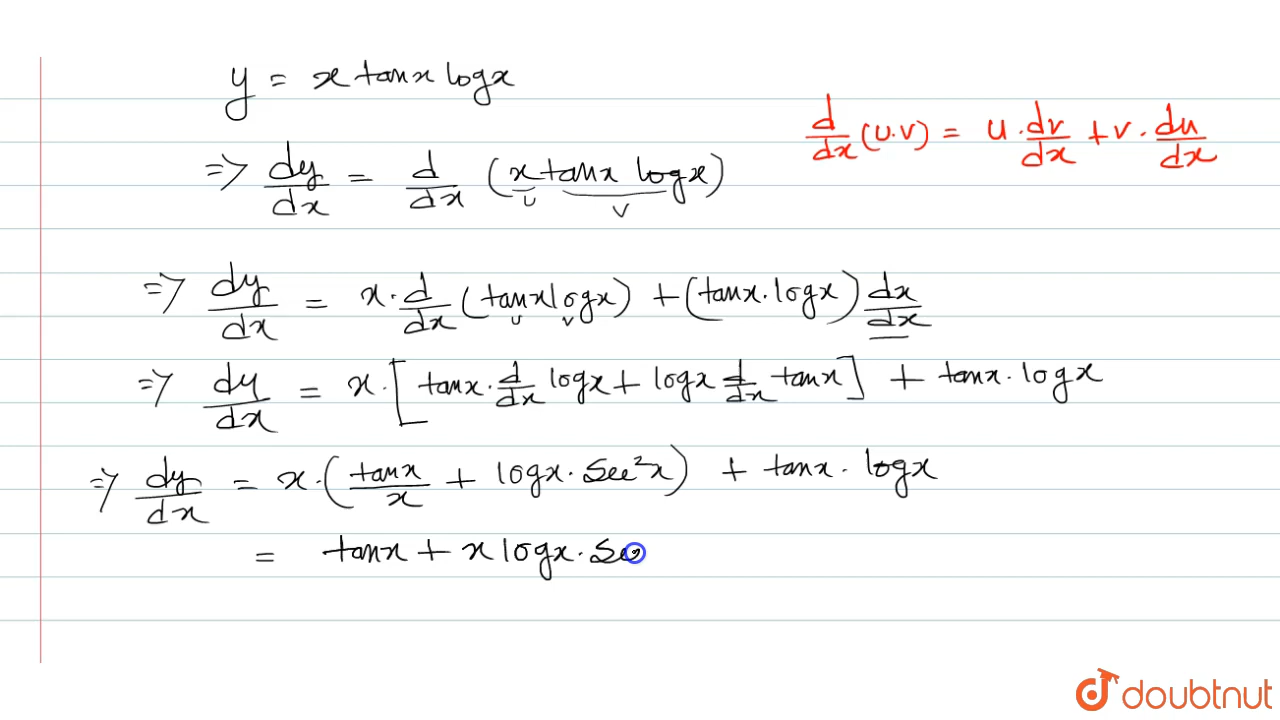 y = x tanx logx
d/dx (u.v) = u . dv/dx + v . du/dx
=> dy/dx = d/dx (x tanx logx)
u v
=> dy/dx = x . d/dx (tanx logx) + (tanx . logx) dx/dx
u v
=> dy/dx = x . [ tanx . d/dx logx + logx d/dx tanx ] + tanx . logx
=> dy/dx = x . ( tanx/x + logx . Sec²x ) + tanx . logx
= tanx + x logx . Sec
doubtnut